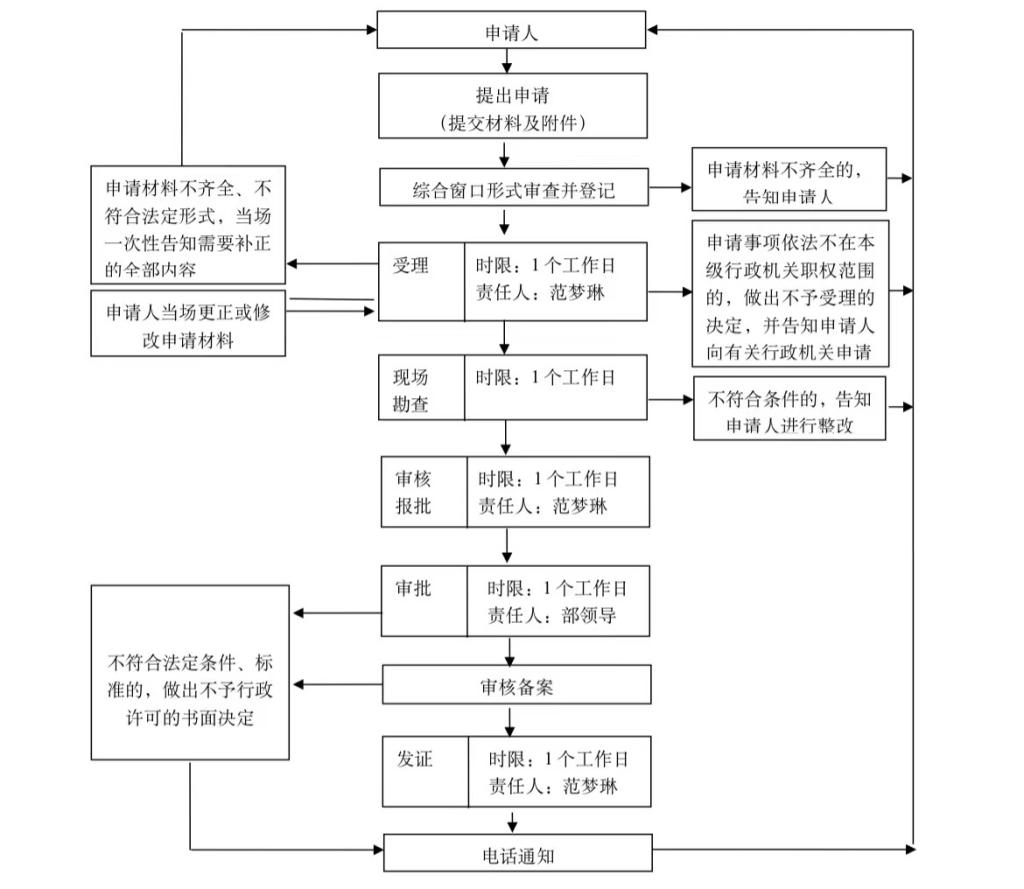 申请人
提出申请
（提交材料及附件）
综合窗口形式审查并登记
申请材料不齐全的，
告知申请人
申请材料不齐全、不
符合法定形式，当场
一次性告知需要补正
的全部内容
受理
时限：1个工作日
责任人：范梦琳
申请事项依法不在本
级行政机关职权范围
的，做出不予受理的
决定，并告知申请人
向有关行政机关申请
申请人当场更正或修
改申请材料
现场
勘查
时限：1个工作日
不符合条件的，告知
申请人进行整改
审核
报批
时限：1个工作日
责任人：范梦琳
审批
时限：1个工作日
责任人：部领导
不符合法定条件、标
准的，做出不予行政
许可的书面决定
审核备案
发证
时限：1个工作日
责任人：范梦琳
电话通知